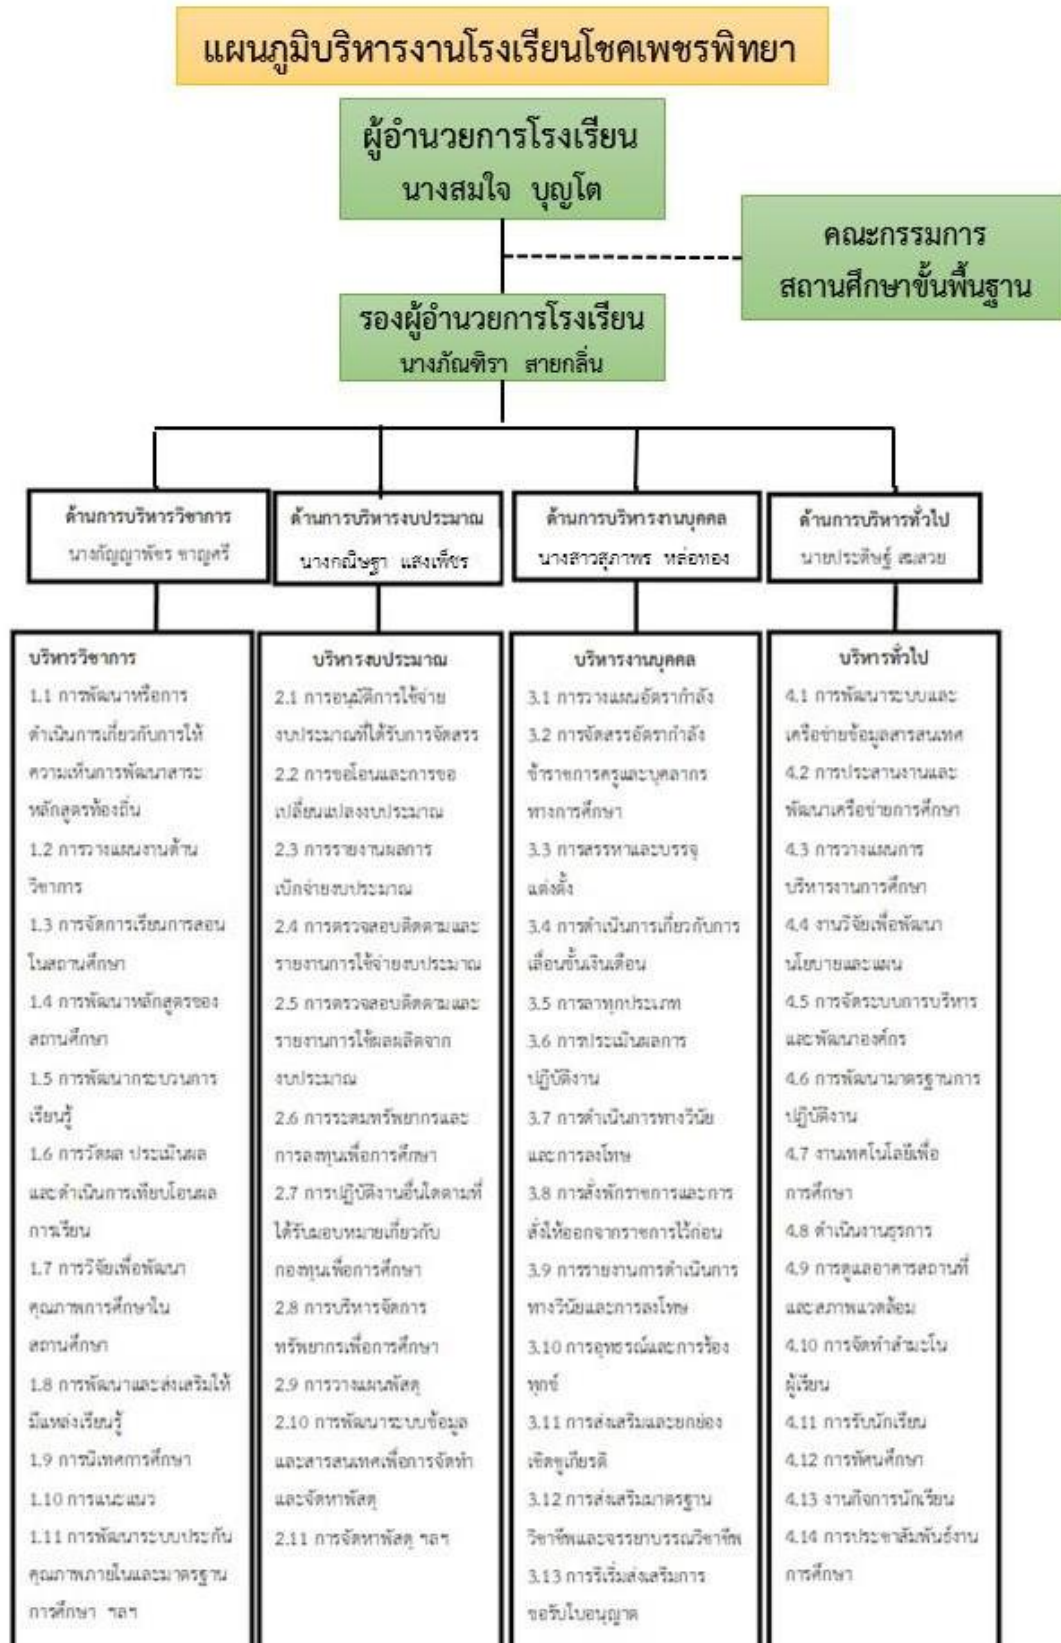 แผนภูมิบริหารงานโรงเรียนโชคเพชรพิทยา
ผู้อำนวยการโรงเรียน
นางสมใจ บุญโต
คณะกรรมการ
สถานศึกษาขั้นพื้นฐาน
รองผู้อำนวยการโรงเรียน
นางภัณฑิรา สายกลิ่น
ด้านการบริหารวิชาการ
นางกัญญาพัชร ชาญศรี
ด้านการบริหารงบประมาณ
นางกณิษฐา แสงเพ็ชร
ด้านการบริหารงานบุคคล
นางสาวสุภาพร หล่อทอง
ด้านการบริหารทั่วไป
นายประดิษฐ์ สมสวย
บริหารวิชาการ
1.1 การพัฒนาหรือการ
ดำเนินการเกี่ยวกับการให้
ความเห็นการพัฒนาสาระ
หลักสูตรท้องถิ่น
1.2 การวางแผนงานด้าน
วิชาการ
1.3 การจัดการเรียนการสอน
ในสถานศึกษา
1.4 การพัฒนาหลักสูตรของ
สถานศึกษา
1.5 การพัฒนากระบวนการ
เรียนรู้
1.6 การวัดผล ประเมินผล
และดำเนินการเทียบโอนผล
การเรียน
1.7 การวิจัยเพื่อพัฒนา
คุณภาพการศึกษาใน
สถานศึกษา
1.8 การพัฒนาและส่งเสริมให้
มีแหล่งเรียนรู้
1.9 การนิเทศการศึกษา
1.10 การแนะแนว
1.11 การพัฒนาระบบประกัน
คุณภาพภายในและมาตรฐาน
การศึกษา ฯลฯ
บริหารงบประมาณ
2.1 การอนุมัติการใช้จ่าย
งบประมาณที่ได้รับการจัดสรร
2.2 การขอโอนและการขอ
เปลี่ยนแปลงงบประมาณ
2.3 การรายงานผลการ
เบิกจ่ายงบประมาณ
2.4 การตรวจสอบติดตามและ
รายงานการใช้จ่ายงบประมาณ
2.5 การตรวจสอบติดตามและ
รายงานการใช้ผลผลิตจาก
งบประมาณ
2.6 การระดมทรัพยากรและ
การลงทุนเพื่อการศึกษา
2.7 การปฏิบัติงานอื่นใดตามที่
ได้รับมอบหมายเกี่ยวกับ
กองทุนเพื่อการศึกษา
2.8 การบริหารจัดการ
ทรัพยากรเพื่อการศึกษา
2.9 การวางแผนพัสดุ
2.10 การพัฒนาระบบข้อมูล
และสารสนเทศเพื่อการจัดทำ
และจัดหาพัสดุ
2.11 การจัดหาพัสดุ ฯลฯ
บริหารงานบุคคล
3.1 การวางแผนอัตรากำลัง
3.2 การจัดสรรอัตรากำลัง
ข้าราชการครูและบุคลากร
ทางการศึกษา
3.3 การสรรหาและบรรจุ
แต่งตั้ง
3.4 การดำเนินการเกี่ยวกับการ
เลื่อนขั้นเงินเดือน
3.5 การลาทุกประเภท
3.6 การประเมินผลการ
ปฏิบัติงาน
3.7 การดำเนินการทางวินัย
และการลงโทษ
3.8 การสั่งพักราชการและการ
สั่งให้ออกจากราชการไว้ก่อน
3.9 การรายงานการดำเนินการ
ทางวินัยและการลงโทษ
3.10 การอุทธรณ์และการร้อง
ทุกข์
3.11 การส่งเสริมและยกย่อง
เชิดชูเกียรติ
3.12 การส่งเสริมมาตรฐาน
วิชาชีพและจรรยาบรรณวิชาชีพ
3.13 การริเริ่มส่งเสริมการ
ขอรับใบอนุญาต
บริหารทั่วไป
4.1 การพัฒนาระบบและ
เครือข่ายข้อมูลสารสนเทศ
4.2 การประสานงานและ
พัฒนาเครือข่ายการศึกษา
4.3 การวางแผนการ
บริหารงานการศึกษา
4.4 งานวิจัยเพื่อพัฒนา
นโยบายและแผน
4.5 การจัดระบบการบริหาร
และพัฒนาองค์กร
4.6 การพัฒนามาตรฐานการ
ปฏิบัติงาน
4.7 งานเทคโนโลยีเพื่อ
การศึกษา
4.8 ดำเนินงานธุรการ
4.9 การดูแลอาคารสถานที่
และสภาพแวดล้อม
4.10 การจัดทำสำมะโน
ผู้เรียน
4.11 การรับนักเรียน
4.12 การทัศนศึกษา
4.13 งานกิจการนักเรียน
4.14 การประชาสัมพันธ์งาน
การศึกษา